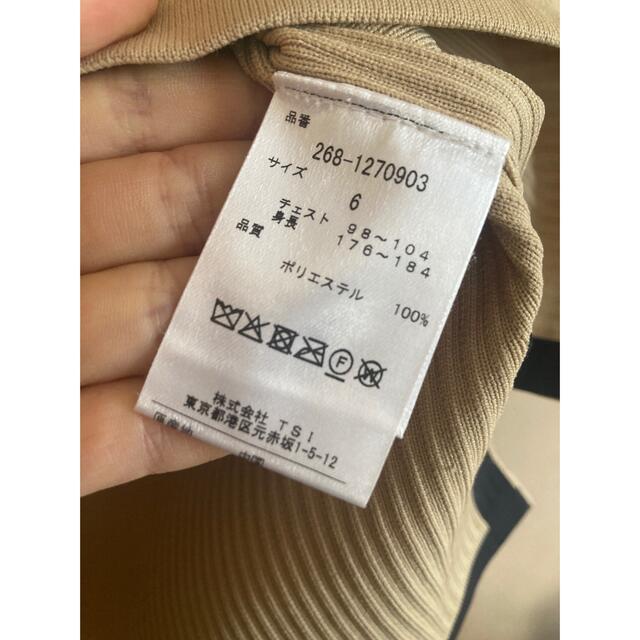 品番
268-1270903
サイズ
6
チェスト 98～104
身長 176～184
品質
ポリエステル 100%
F
W
株式会社 TSI
東京都港区元赤坂1-5-12